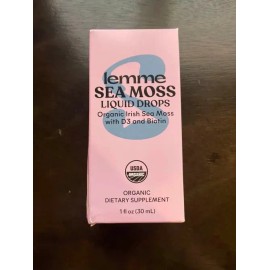 lemme
SEA MOSS
LIQUID DROPS
Organic Irish Sea Moss
with D3 and Biotin
USDA
ORGANIC
ORGANIC
DIETARY SUPPLEMENT
1 fl oz (30 mL)